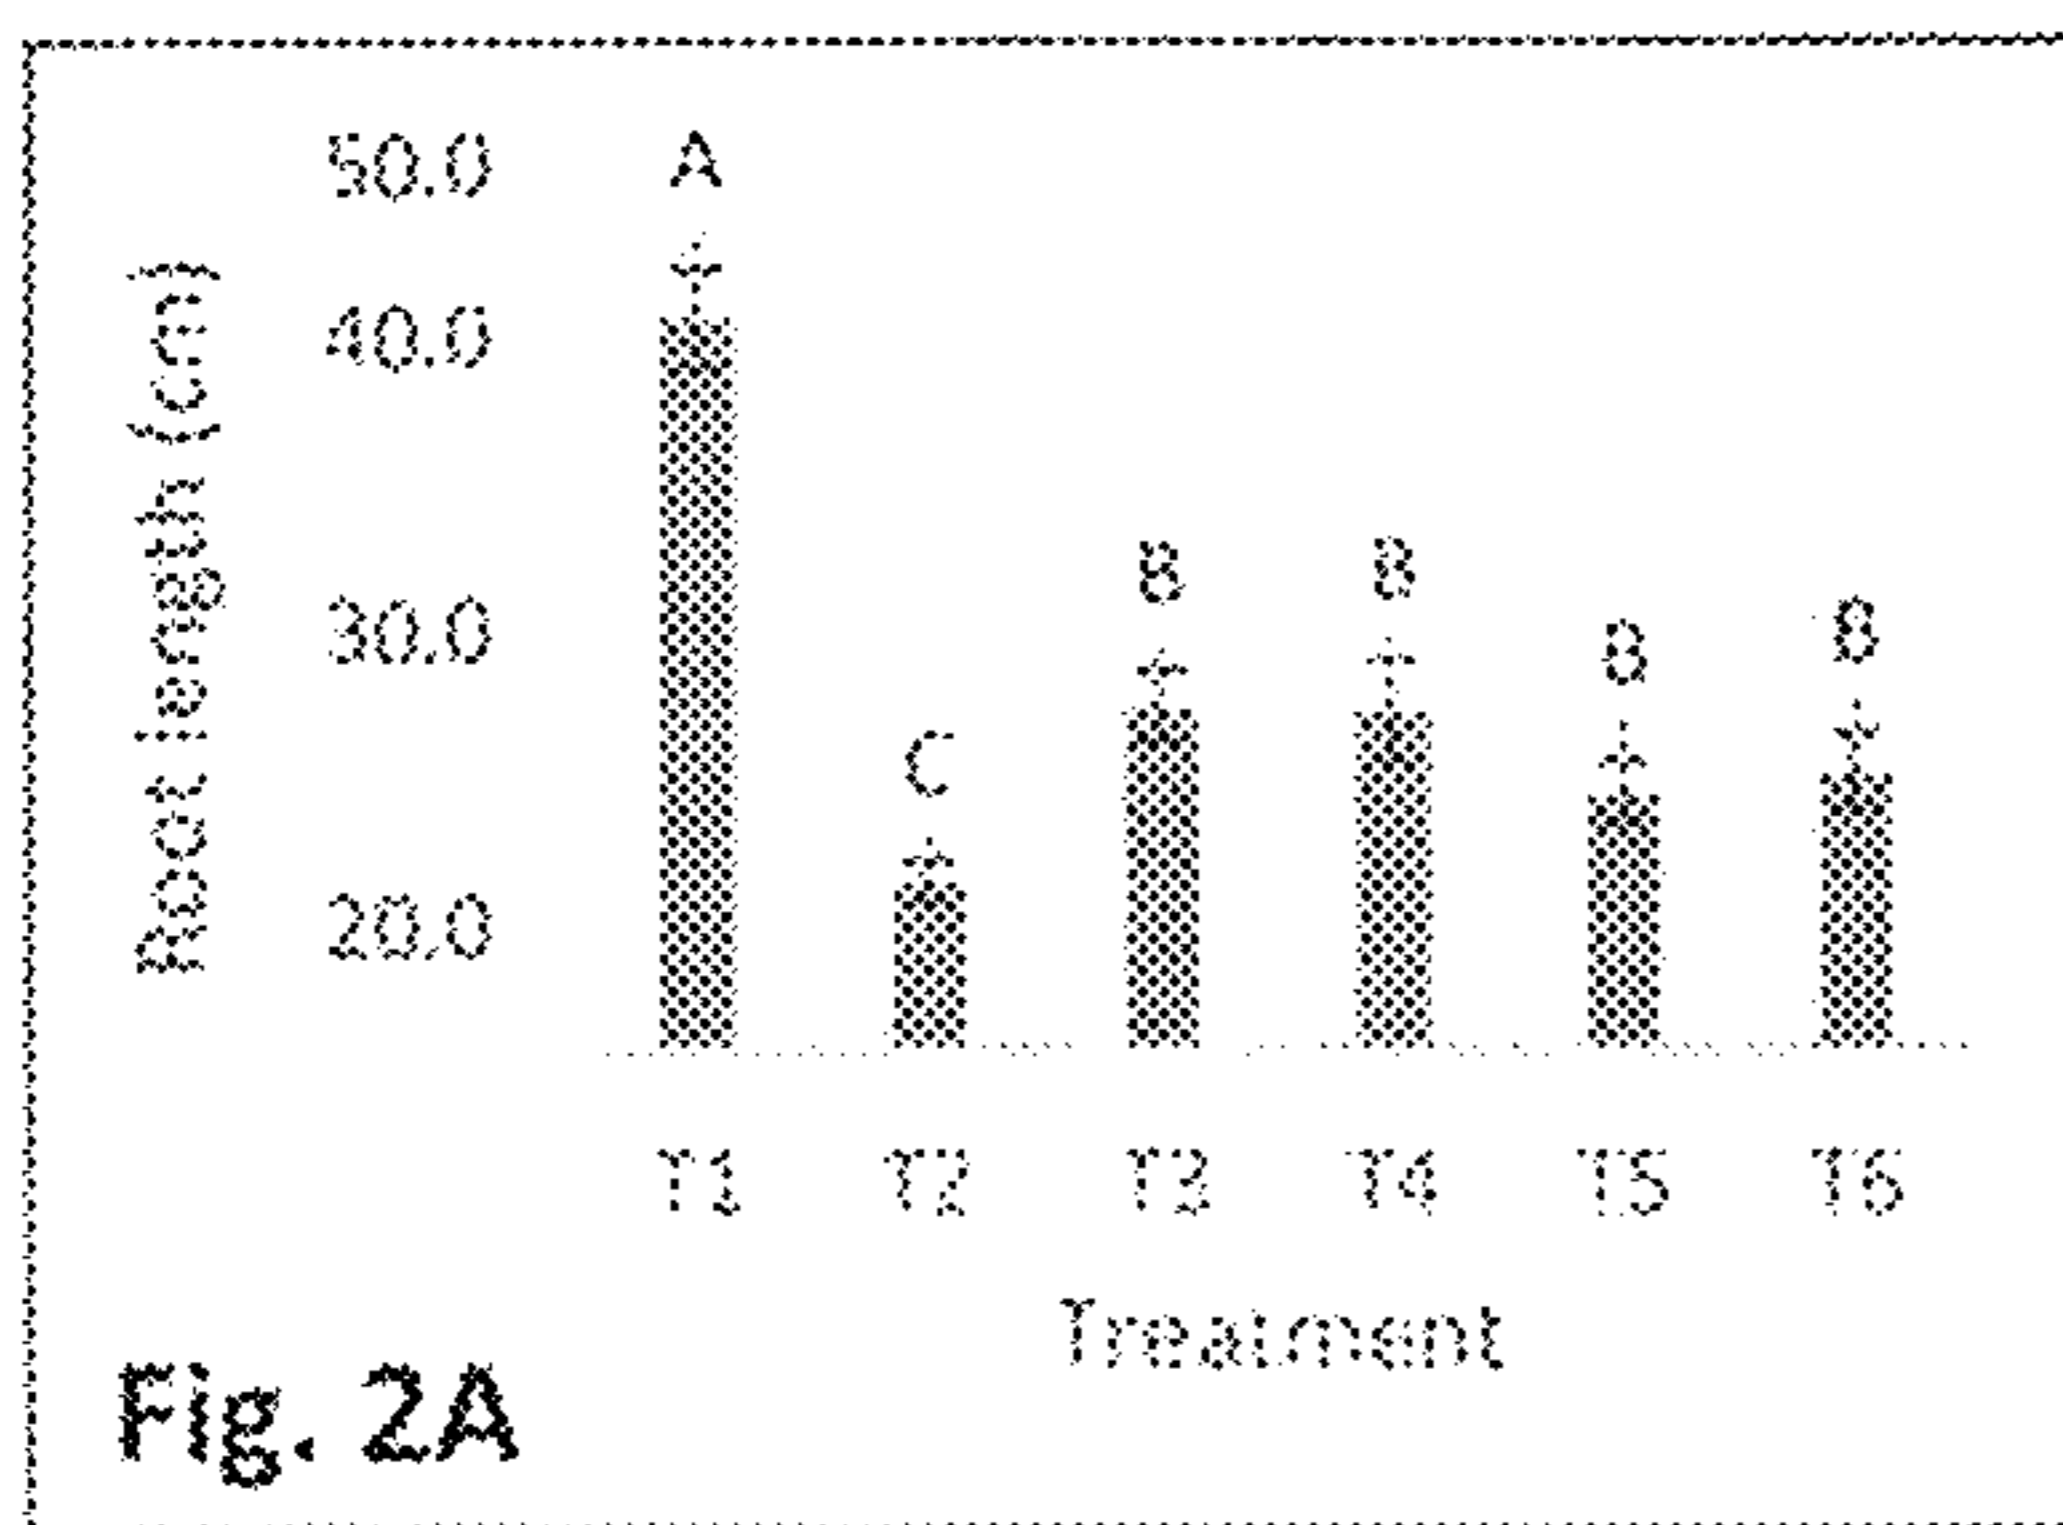 50.0
40.0
30.0
20.0
Root length (cm)
A
C
B
B
B
B
T1 T2 T3 T4 T5 T6
Treatment
Fig. 2A